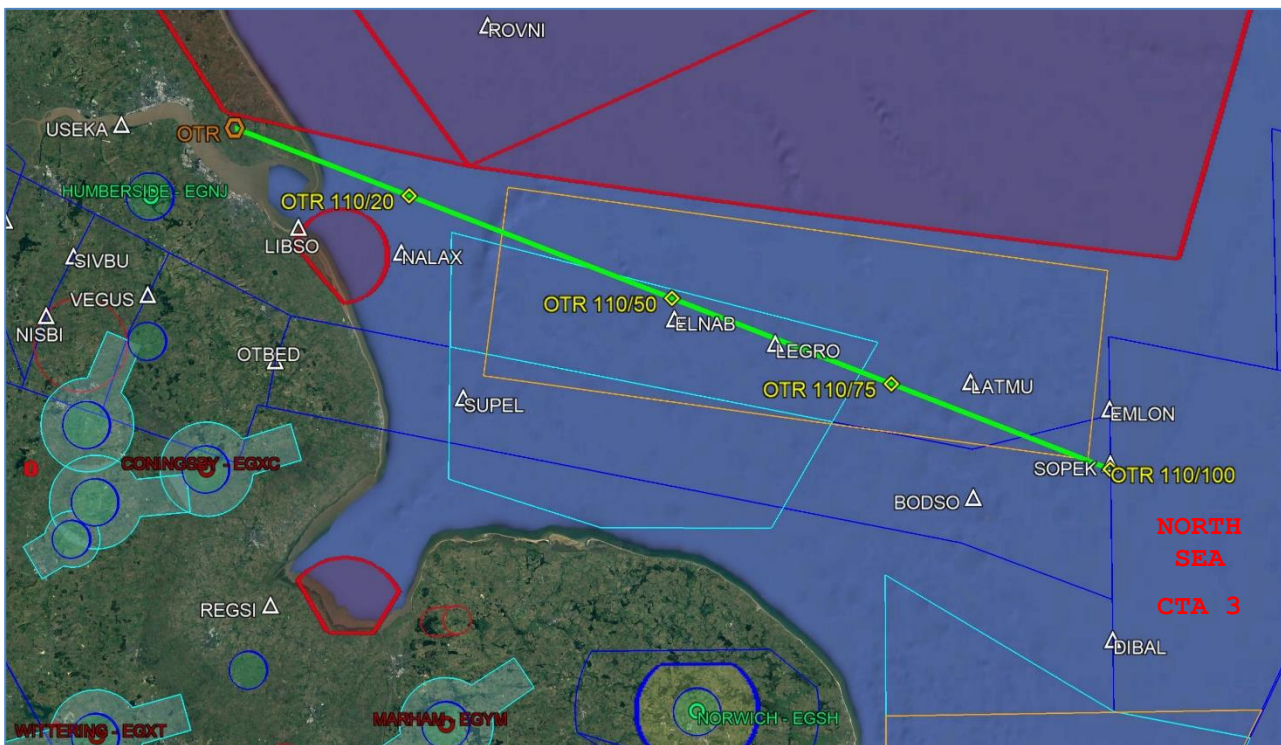 ROVNI
USEKA
OTR
HUMBERSIDE - EGNJ
OTR 110/20
LIBSO
NALAX
SIVBU
VEGUS
OTR 110/50
NISBI
ELNAB
LEGRO
OTBED
OTR 110/75
LATMU
SUPEL
EMLON
CONINGSBY - EGXC
D
SOPEK
OTR 110/100
BODSO
NORTH
SEA
CTA 3
REGSI
DIBAL
WITTERING - EGXT
MARHAM - EGYM
NORWICH - EGSH